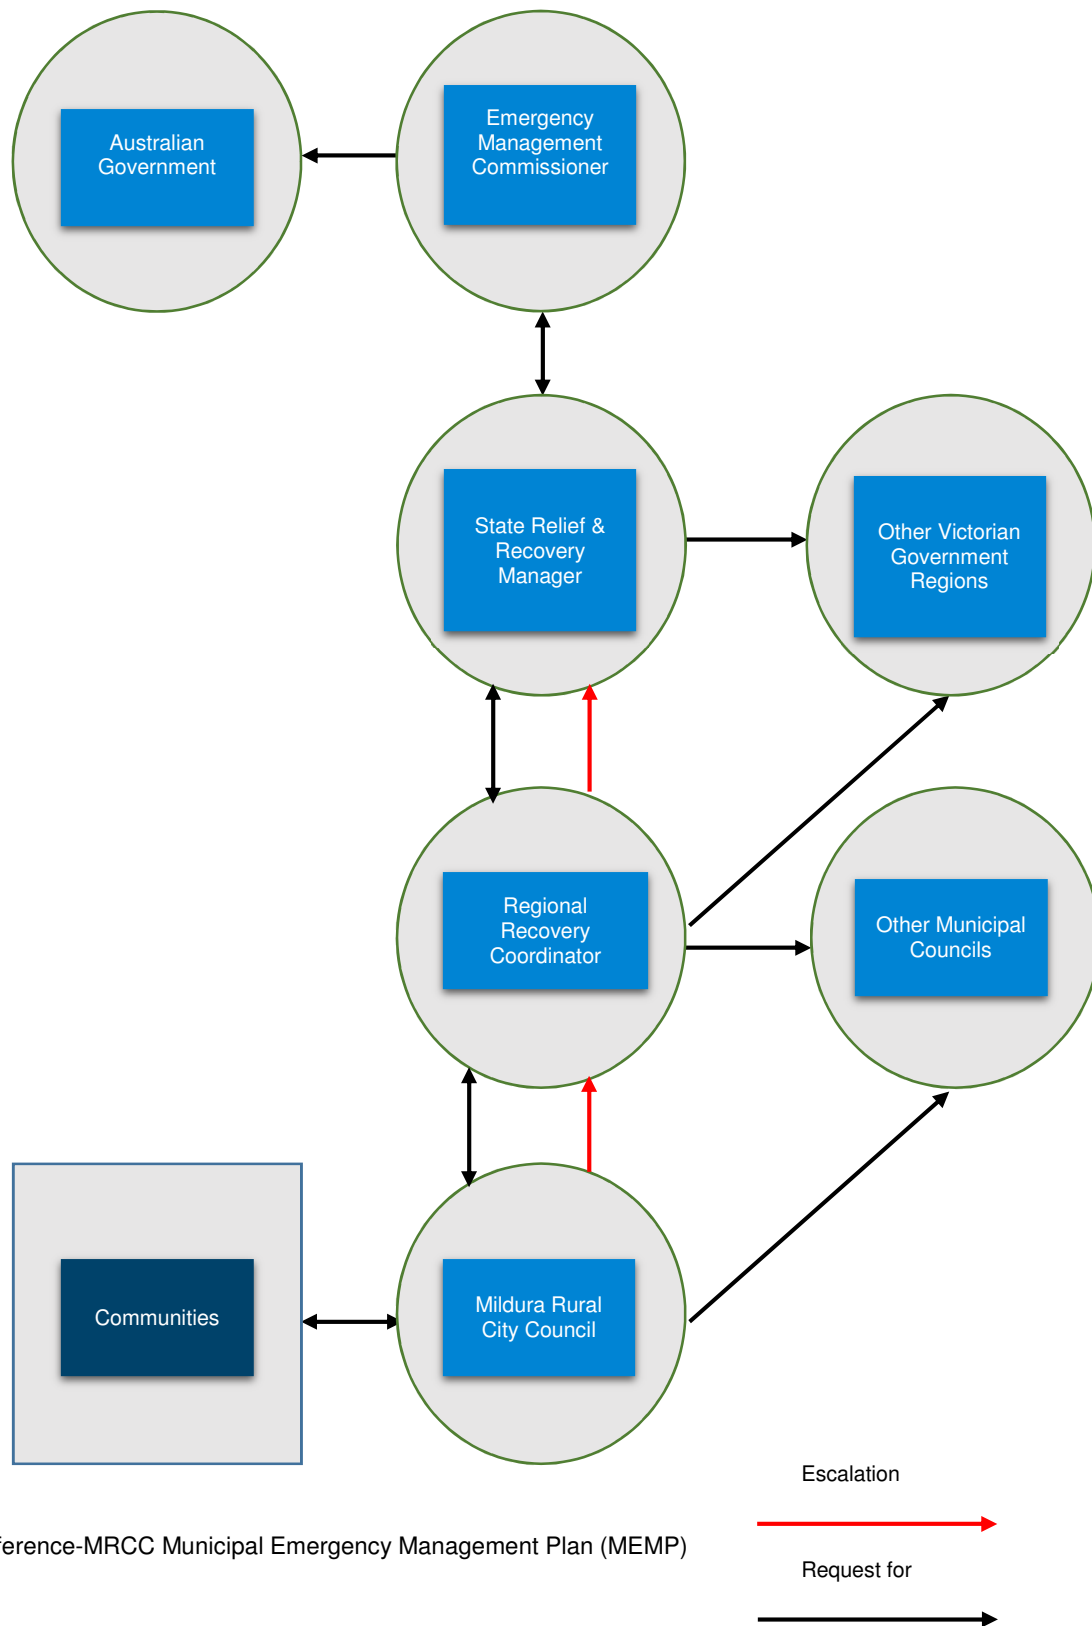 Australian
Government
Emergency
Management
Commissioner
State Relief &
Recovery
Manager
Other Victorian
Government
Regions
Regional
Recovery
Coordinator
Other Municipal
Councils
Communities
Mildura Rural
City Council
Escalation
ference-MRCC Municipal Emergency Management Plan (MEMP)
Request for